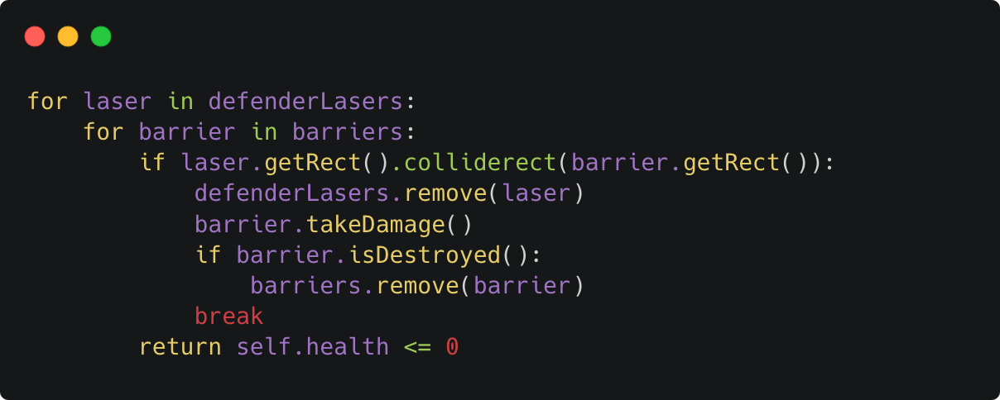 for laser in defenderLasers:
    for barrier in barriers:
        if laser.getRect().colliderect(barrier.getRect()):
            defenderLasers.remove(laser)
            barrier.takeDamage()
            if barrier.isDestroyed():
                barriers.remove(barrier)
            break
        return self.health <= 0